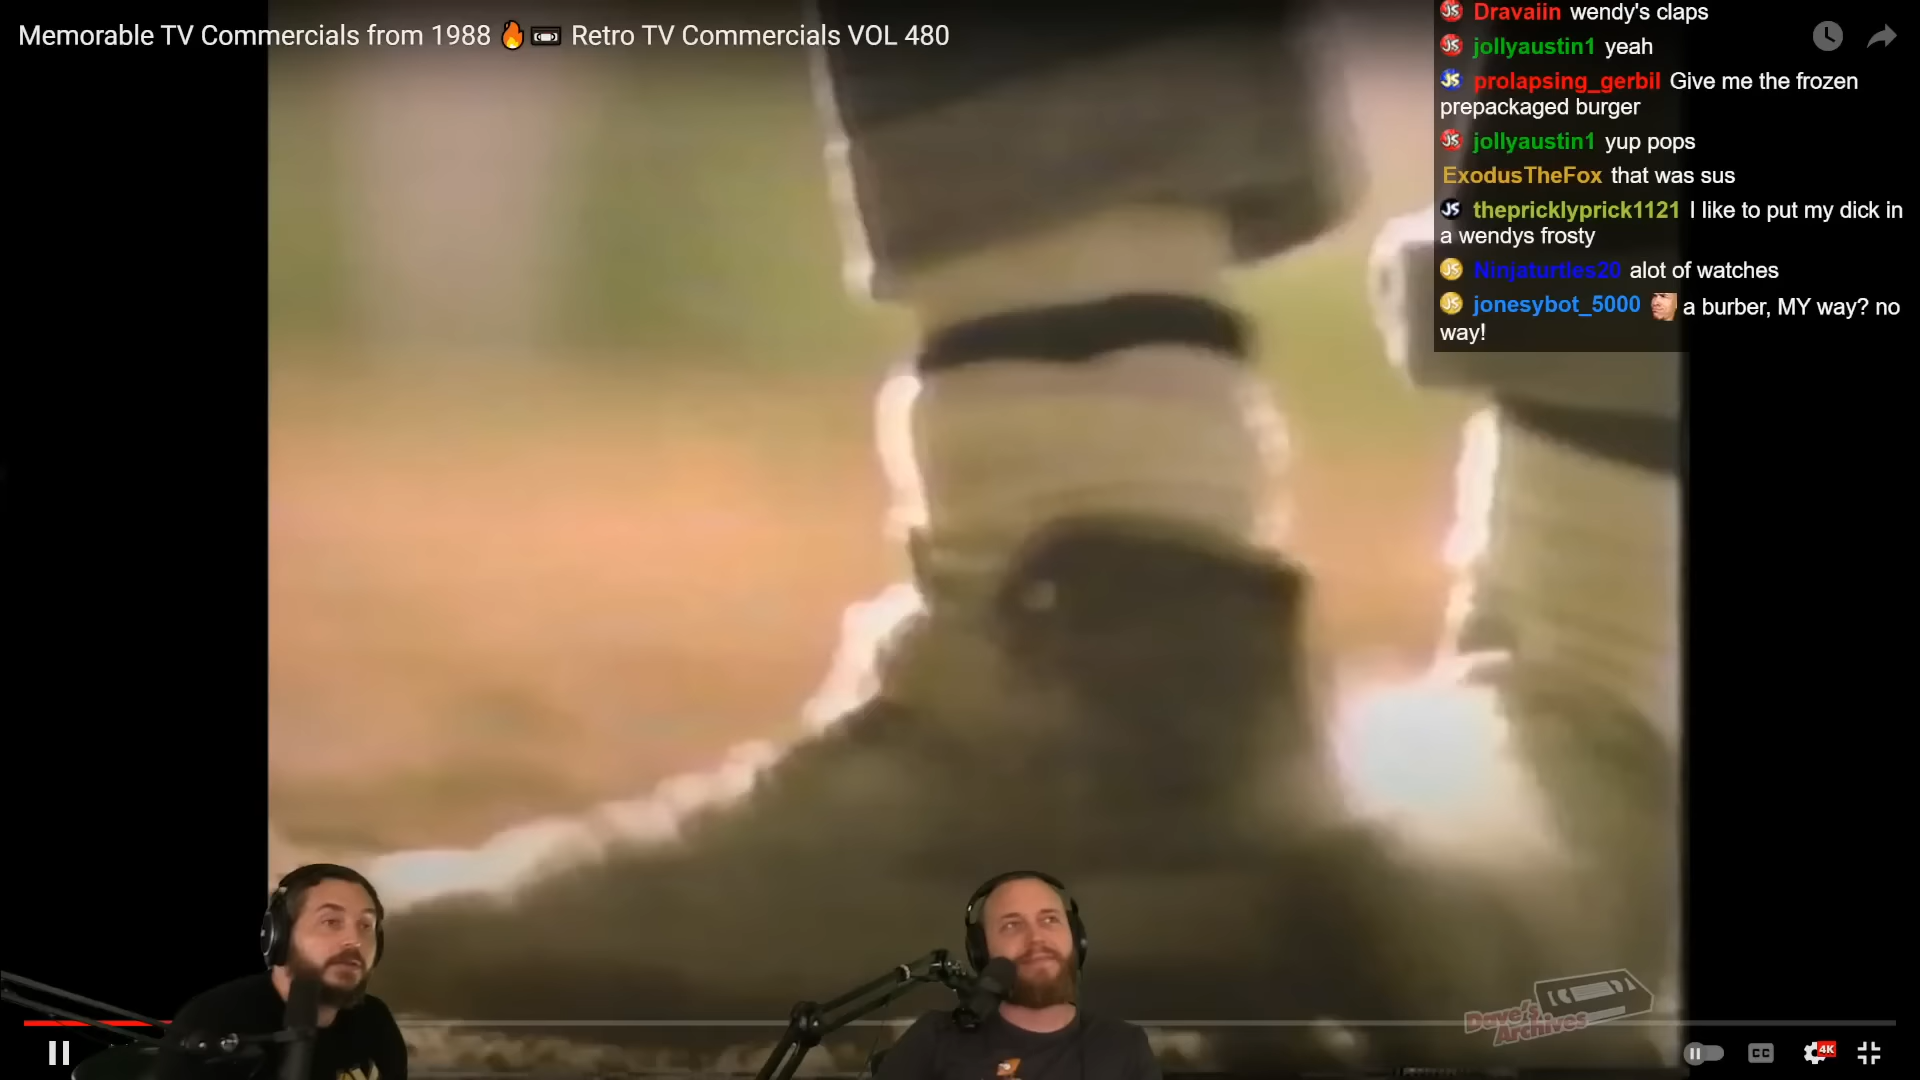 Memorable TV Commercials from 1988 🔥📼 Retro TV Commercials VOL 480
Dravaiin wendy's claps
jollyaustin1 yeah
prolapsing_gerbil Give me the frozen
prepackaged burger
jollyaustin1 yup pops
ExodusTheFox that was sus
thepricklyprick1121 I like to put my dick in
a wendys frosty
Ninjaturtles20 alot of watches
jonesybot_5000 a burber, MY way? no
way!
Dave's
Archives
CC
4K